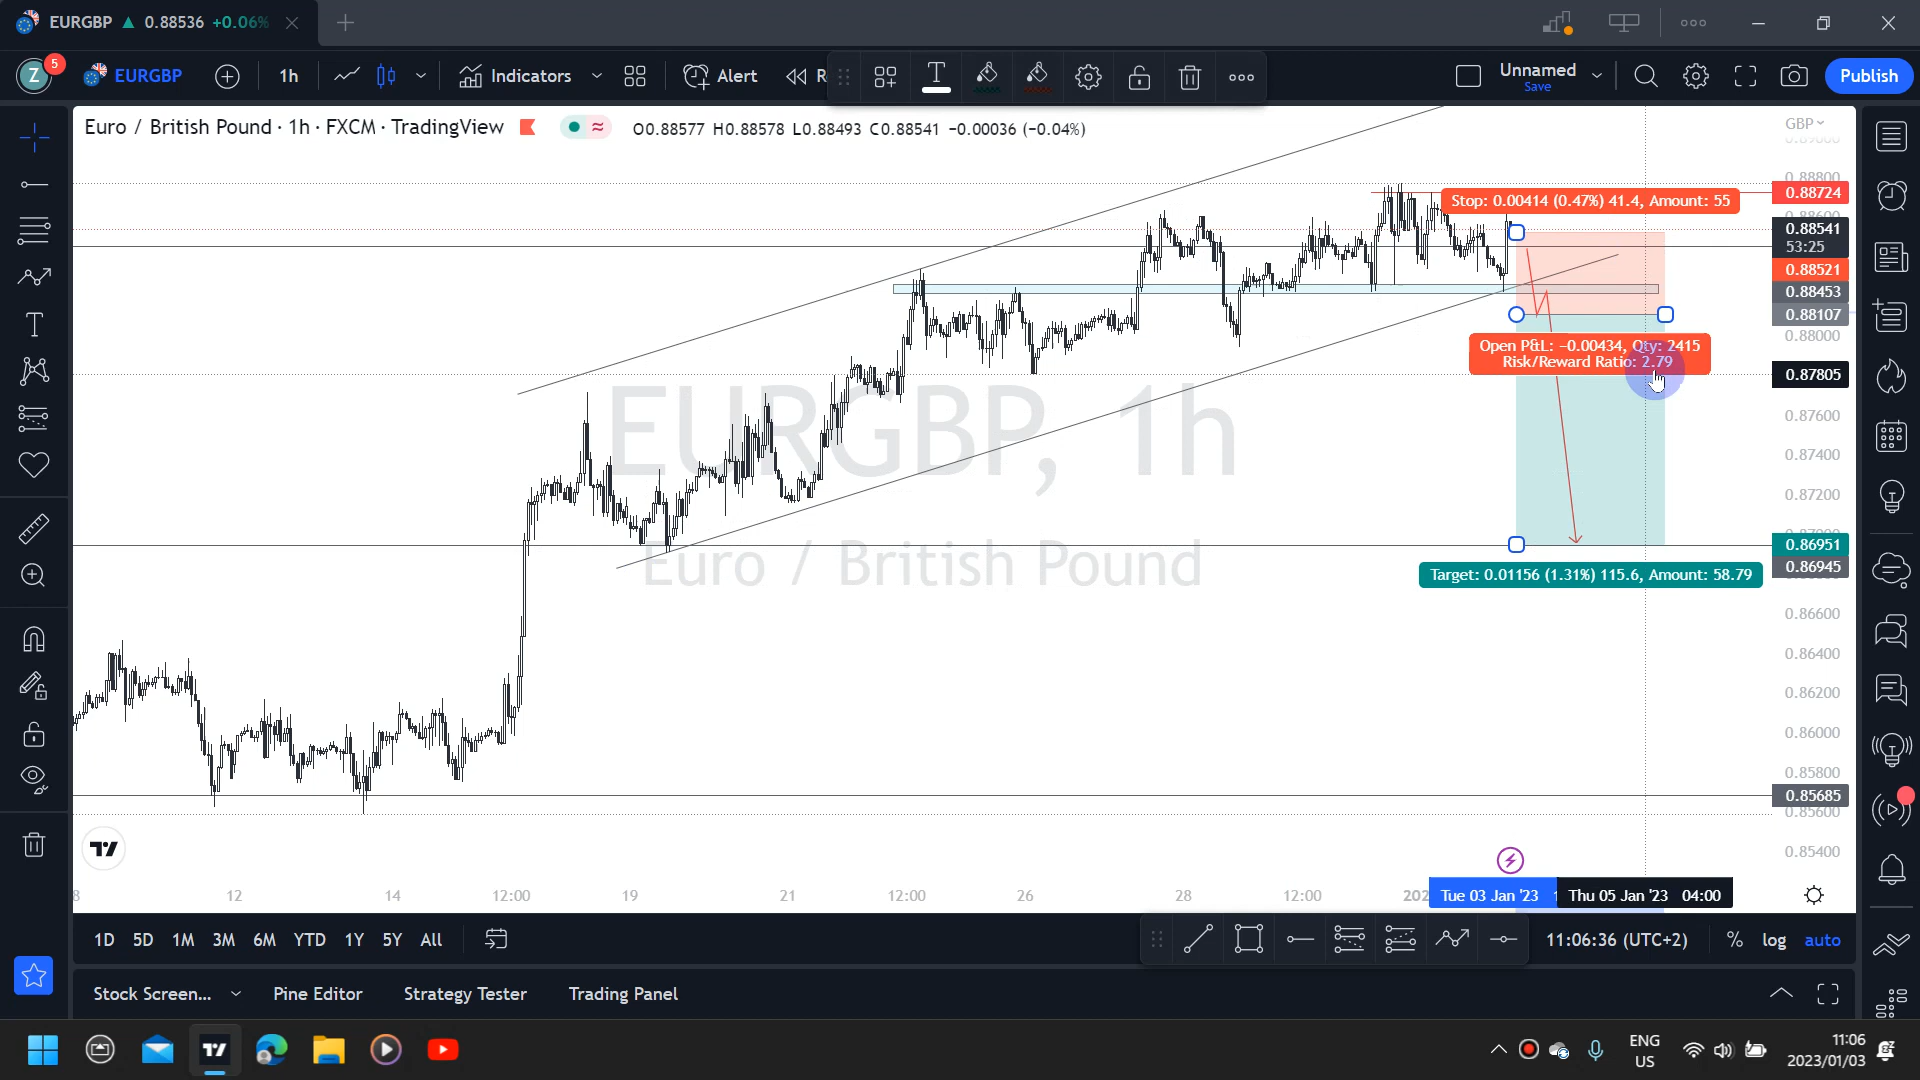 EURGBP ▲ 0.88536 +0.06%
Z 5 EURGBP 1h Indicators Alert R Unnamed Save Publish
Euro / British Pound · 1h · FXCM · TradingView O0.88577 H0.88578 L0.88493 C0.88541 −0.00036 (−0.04%)
GBP
0.88800
0.88724
Stop: 0.00414 (0.47%) 41.4, Amount: 55
0.88541
53:25
0.88521
0.88453
0.88107
0.88000
Open P&L: −0.00434, Qty: 2415
Risk/Reward Ratio: 2.79
0.87805
0.87600
EURGBP, 1h
0.87400
0.87200
Euro / British Pound
0.86951
0.86945
Target: 0.01156 (1.31%) 115.6, Amount: 58.79
0.86600
0.86400
0.86200
0.86000
0.85800
0.85685
0.85600
0.85400
8 12 14 12:00 19 21 12:00 26 28 12:00 202 Tue 03 Jan '23 Thu 05 Jan '23 04:00
1D 5D 1M 3M 6M YTD 1Y 5Y All 11:06:36 (UTC+2) % log auto
Stock Screen... Pine Editor Strategy Tester Trading Panel
ENG
US
11:06
2023/01/03